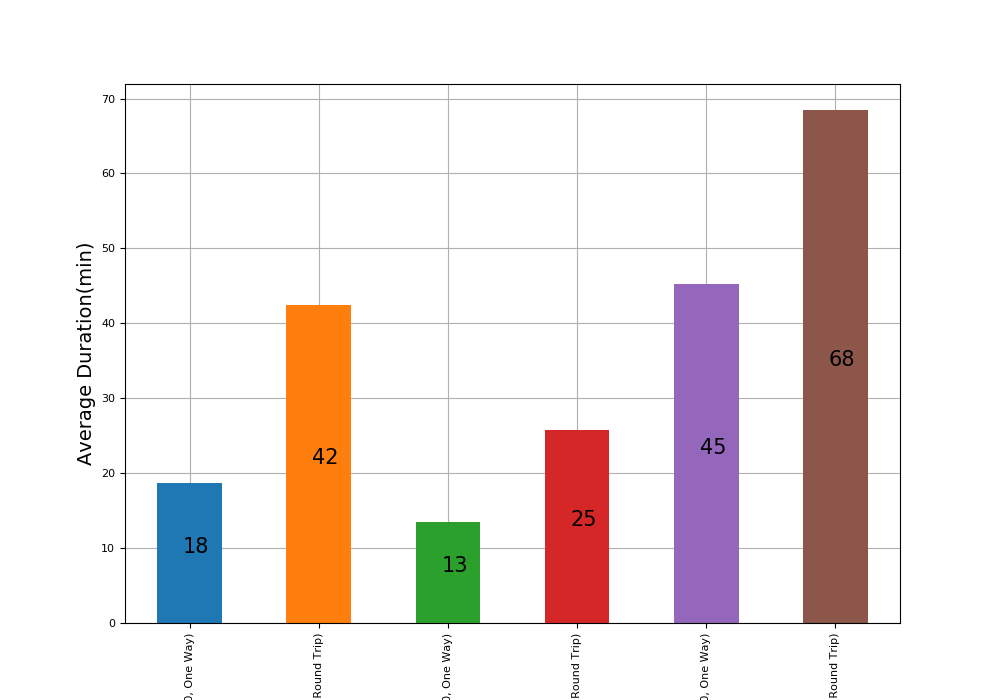 70
60
50
40
30
20
10
0
Average Duration(min)
18
42
13
25
45
68
0, One Way)
Round Trip)
0, One Way)
Round Trip)
0, One Way)
Round Trip)